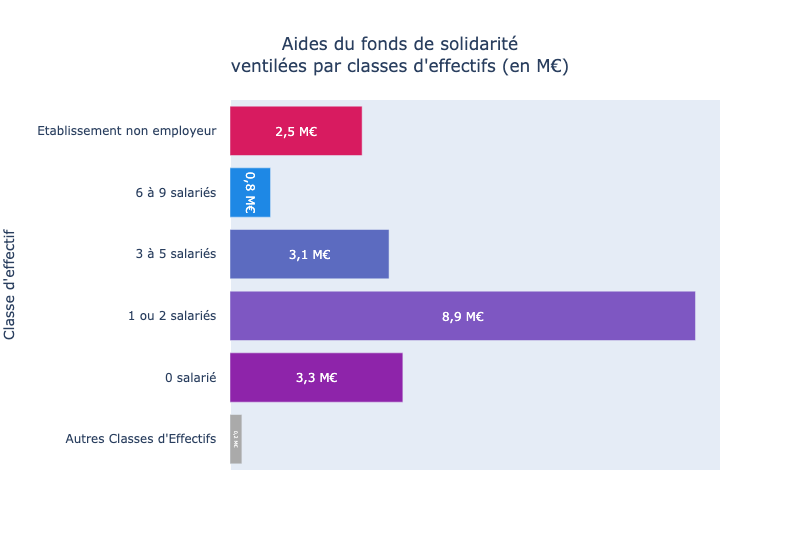 Aides du fonds de solidarité
ventilées par classes d'effectifs (en M€)
Classe d'effectif
Etablissement non employeur
2,5 M€
6 à 9 salariés
0,8 M€
3 à 5 salariés
3,1 M€
1 ou 2 salariés
8,9 M€
0 salarié
3,3 M€
Autres Classes d'Effectifs
0,2 M€